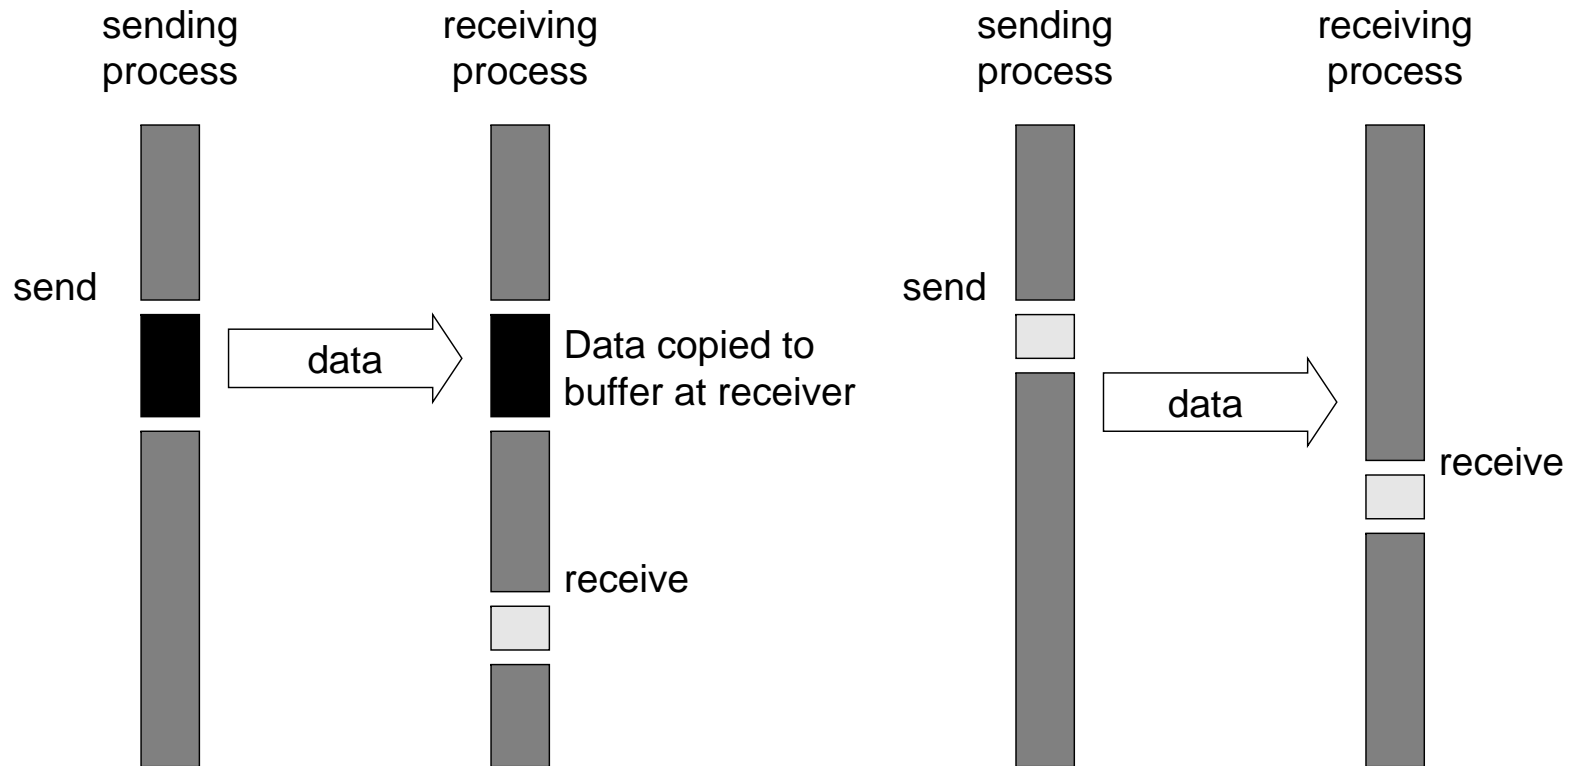 sending
process
receiving
process
send
data
Data copied to
buffer at receiver
receive
sending
process
receiving
process
send
data
receive